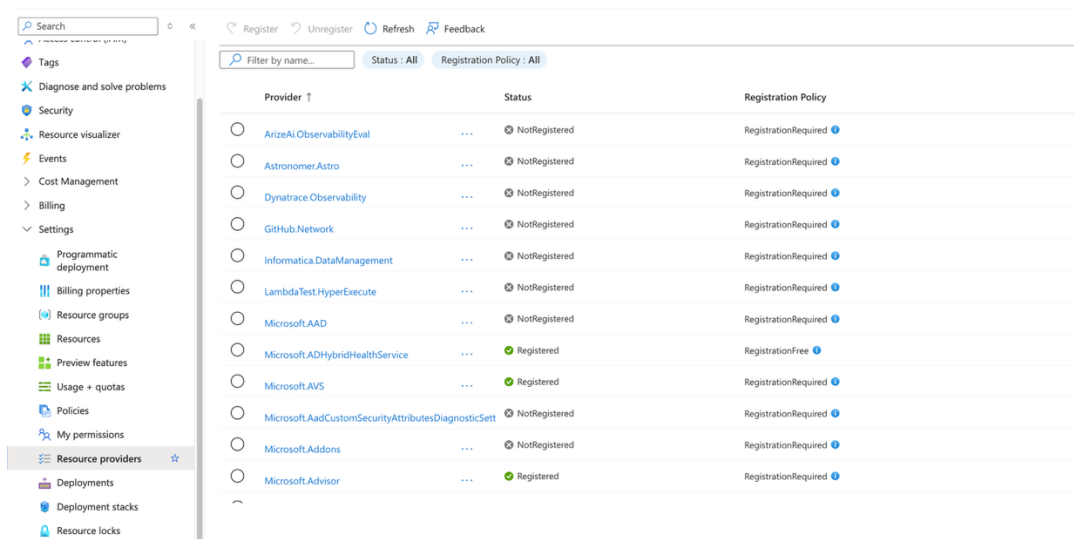 Search
Register Unregister Refresh Feedback
Access control (IAM)
Tags
Diagnose and solve problems
Security
Resource visualizer
Events
Cost Management
Billing
Settings
Programmatic
deployment
Billing properties
Resource groups
Resources
Preview features
Usage + quotas
Policies
My permissions
Resource providers
Deployments
Deployment stacks
Resource locks
Filter by name... Status : All Registration Policy : All
Provider ↑ Status Registration Policy
ArizeAi.ObservabilityEval ... NotRegistered RegistrationRequired
Astronomer.Astro ... NotRegistered RegistrationRequired
Dynatrace.Observability ... NotRegistered RegistrationRequired
GitHub.Network ... NotRegistered RegistrationRequired
Informatica.DataManagement ... NotRegistered RegistrationRequired
LambdaTest.HyperExecute ... NotRegistered RegistrationRequired
Microsoft.AAD ... NotRegistered RegistrationRequired
Microsoft.ADHybridHealthService ... Registered RegistrationFree
Microsoft.AVS ... Registered RegistrationRequired
Microsoft.AadCustomSecurityAttributesDiagnosticSett NotRegistered RegistrationRequired
Microsoft.Addons ... NotRegistered RegistrationRequired
Microsoft.Advisor ... Registered RegistrationRequired